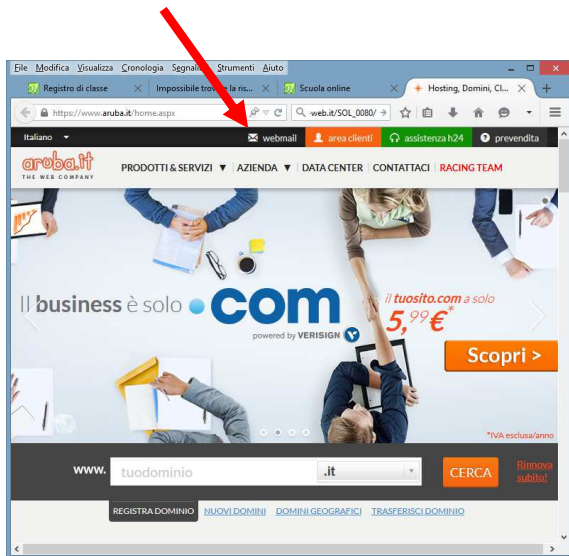 File Modifica Visualizza Cronologia Segnalibri Strumenti Aiuto
Registro di classe Impossibile la ris... Scuola online Hosting, Domini, Cl...
https://www.aruba.it/home.aspx -web.it/SOL_0080/
Italiano webmail area clienti assistenza h24 prevendita
aruba.it
THE WEB COMPANY
PRODOTTI & SERVIZI AZIENDA DATA CENTER CONTATTACI RACING TEAM
Il business è solo .com
powered by VERISIGN
il tuosito.com a solo
5,99€*
Scopri >
*IVA esclusa/anno
www. tuodominio .it CERCA Rinnova subito!
REGISTRA DOMINIO NUOVI DOMINI DOMINI GEOGRAFICI TRASFERISCI DOMINIO